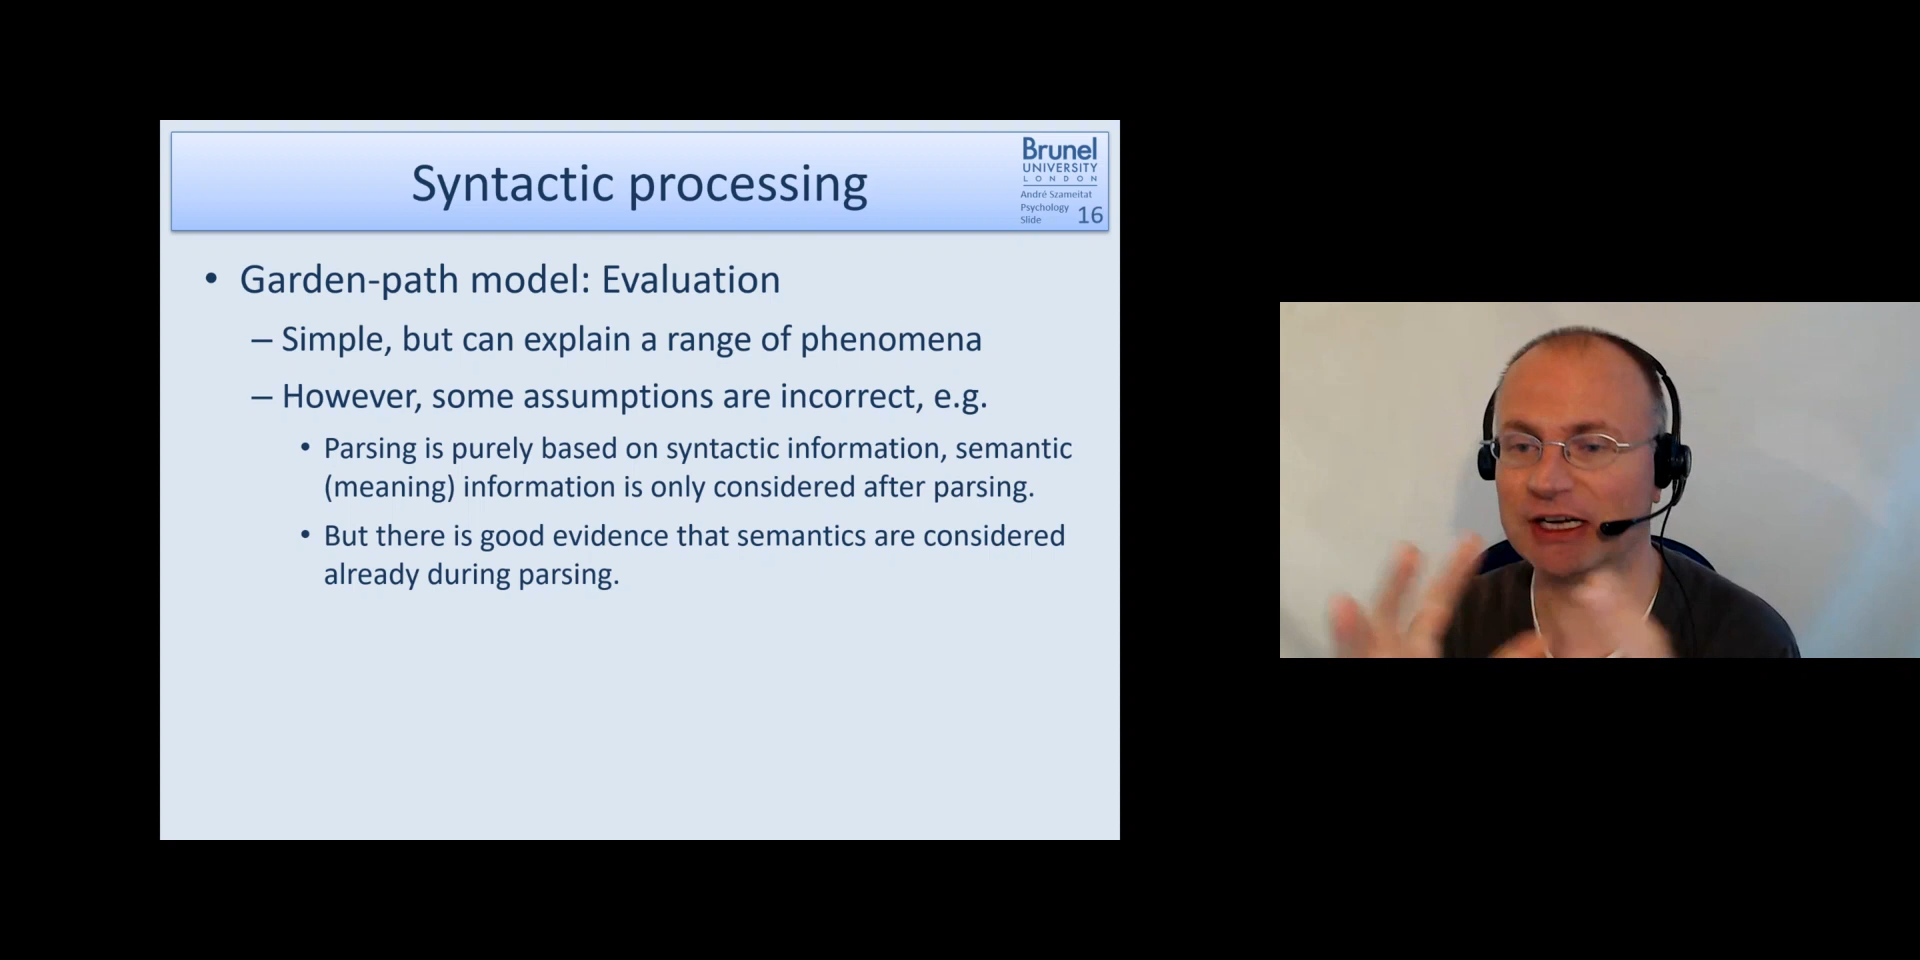 Syntactic processing
Brunel
UNIVERSITY
LONDON
André Szameitat
Psychology
Slide 16
• Garden-path model: Evaluation
– Simple, but can explain a range of phenomena
– However, some assumptions are incorrect, e.g.
• Parsing is purely based on syntactic information, semantic
(meaning) information is only considered after parsing.
• But there is good evidence that semantics are considered
already during parsing.